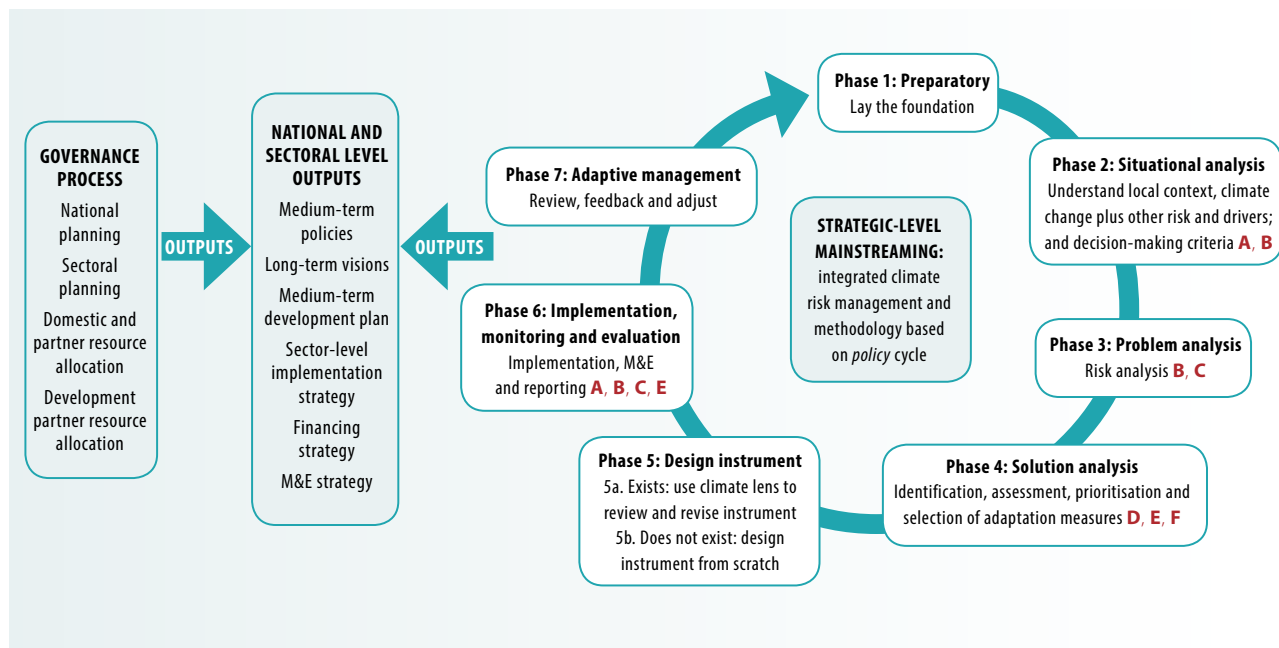 GOVERNANCE
PROCESS
National
planning
Sectoral
planning
Domestic and
partner resource
allocation
Development
partner resource
allocation
OUTPUTS
NATIONAL AND
SECTORAL LEVEL
OUTPUTS
Medium-term
policies
Long-term visions
Medium-term
development plan
Sector-level
implementation
strategy
Financing
strategy
M&E strategy
OUTPUTS
Phase 1: Preparatory
Lay the foundation
Phase 2: Situational analysis
Understand local context, climate
change plus other risk and drivers;
and decision-making criteria A, B
Phase 3: Problem analysis
Risk analysis B, C
Phase 4: Solution analysis
Identification, assessment, prioritisation and
selection of adaptation measures D, E, F
Phase 5: Design instrument
5a. Exists: use climate lens to
review and revise instrument
5b. Does not exist: design
instrument from scratch
Phase 6: Implementation,
monitoring and evaluation
Implementation, M&E
and reporting A, B, C, E
Phase 7: Adaptive management
Review, feedback and adjust
STRATEGIC-LEVEL
MAINSTREAMING:
integrated climate
risk management and
methodology based
on policy cycle